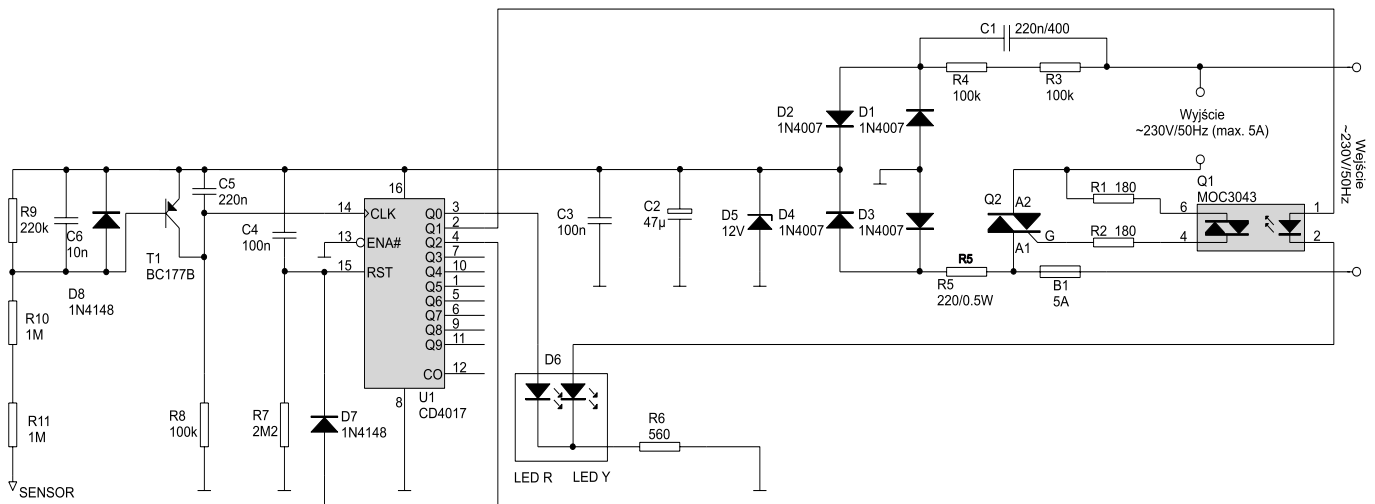 C1 220n/400
R4
100k
R3
100k
D2
1N4007
D1
1N4007
Wyjście
~230V/50Hz (max. 5A)
Wejście
~230V/50Hz
R9
220k
C6
10n
D8
1N4148
T1
BC177B
C5
220n
C4
100n
16
14
CLK
13
ENA#
15
RST
Q0
3
Q1
2
Q2
4
Q3
7
Q4
10
Q5
1
Q6
5
Q7
6
Q8
9
Q9
11
CO
12
8
U1
CD4017
C3
100n
C2
47µ
D5
12V
D4
1N4007
D3
1N4007
Q2
A2
A1
G
R1 180
R2 180
Q1
MOC3043
6
4
1
2
R5
R5
220/0.5W
B1
5A
R10
1M
R11
1M
SENSOR
R8
100k
R7
2M2
D7
1N4148
D6
LED R
LED Y
R6
560